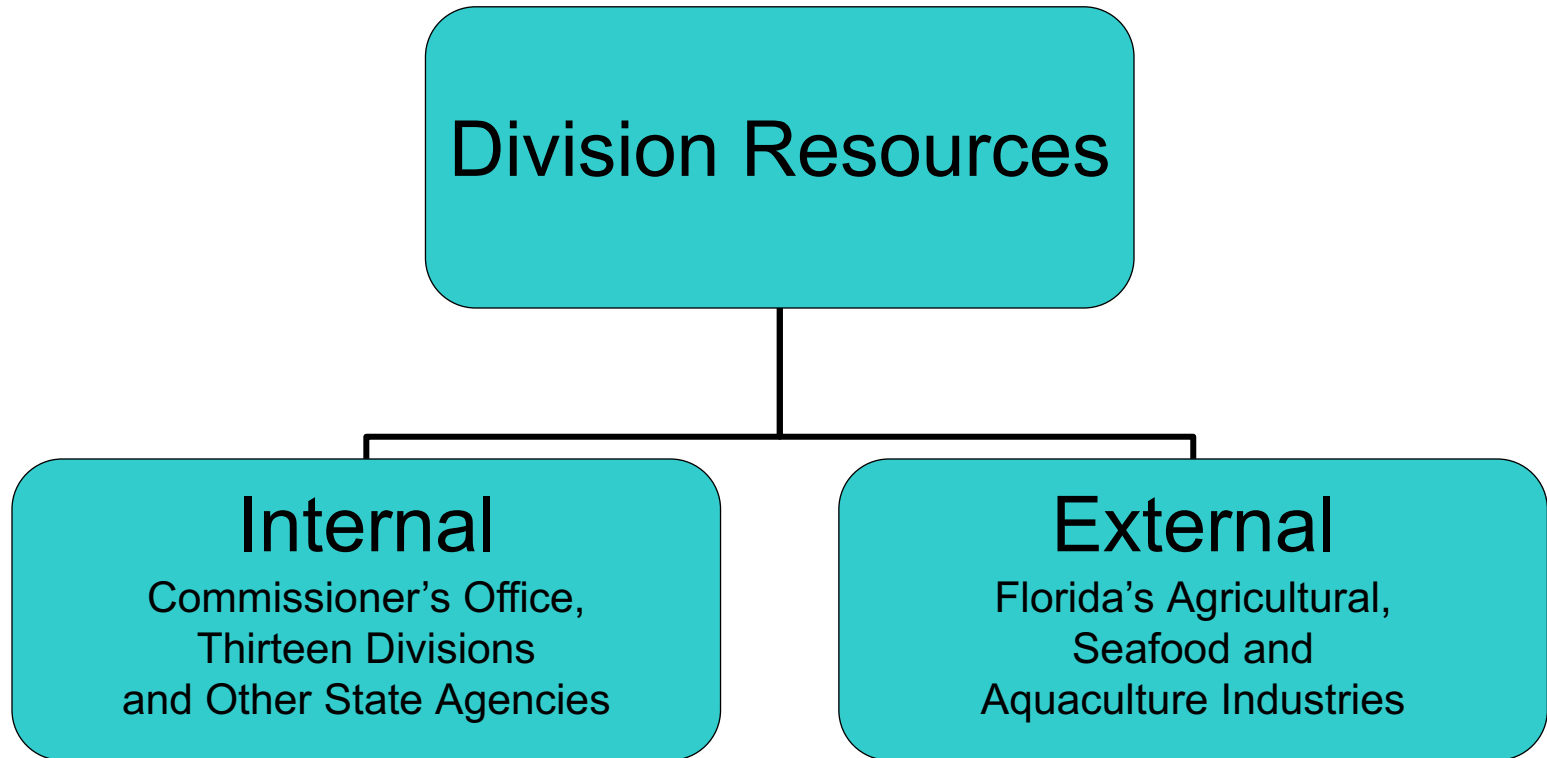 Division Resources
Internal
Commissioner’s Office,
Thirteen Divisions
and Other State Agencies
External
Florida’s Agricultural,
Seafood and
Aquaculture Industries